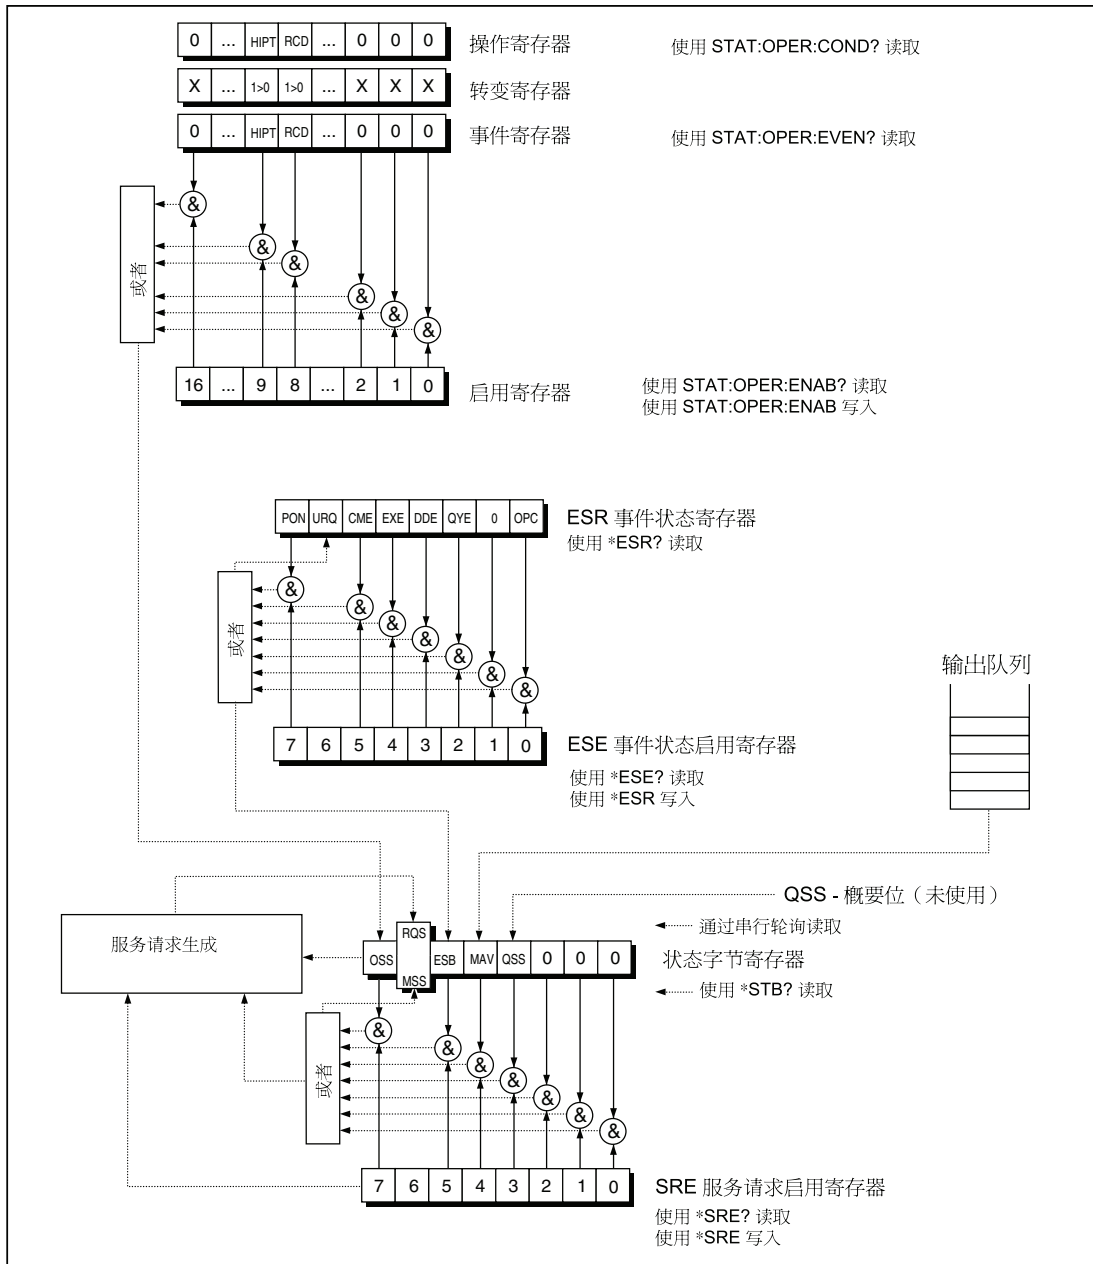 0 ... HIPT RCD ... 0 0 0 操作寄存器 使用 STAT:OPER:COND? 读取
X ... 1>0 1>0 ... X X X 转变寄存器
0 ... HIPT RCD ... 0 0 0 事件寄存器 使用 STAT:OPER:EVEN? 读取
&
&
&
&
&
&
或者
16 ... 9 8 ... 2 1 0 启用寄存器 使用 STAT:OPER:ENAB? 读取
使用 STAT:OPER:ENAB 写入
PON URQ CME EXE DDE QYE 0 OPC ESR 事件状态寄存器
使用 *ESR? 读取
&
&
&
&
&
&
&
或者
输出队列
7 6 5 4 3 2 1 0 ESE 事件状态启用寄存器
使用 *ESE? 读取
使用 *ESR 写入
QSS - 概要位（未使用）
通过串行轮询读取
服务请求生成
OSS RQS MSS ESB MAV QSS 0 0 0 状态字节寄存器
使用 *STB? 读取
&
&
&
&
&
&
&
或者
7 6 5 4 3 2 1 0 SRE 服务请求启用寄存器
使用 *SRE? 读取
使用 *SRE 写入